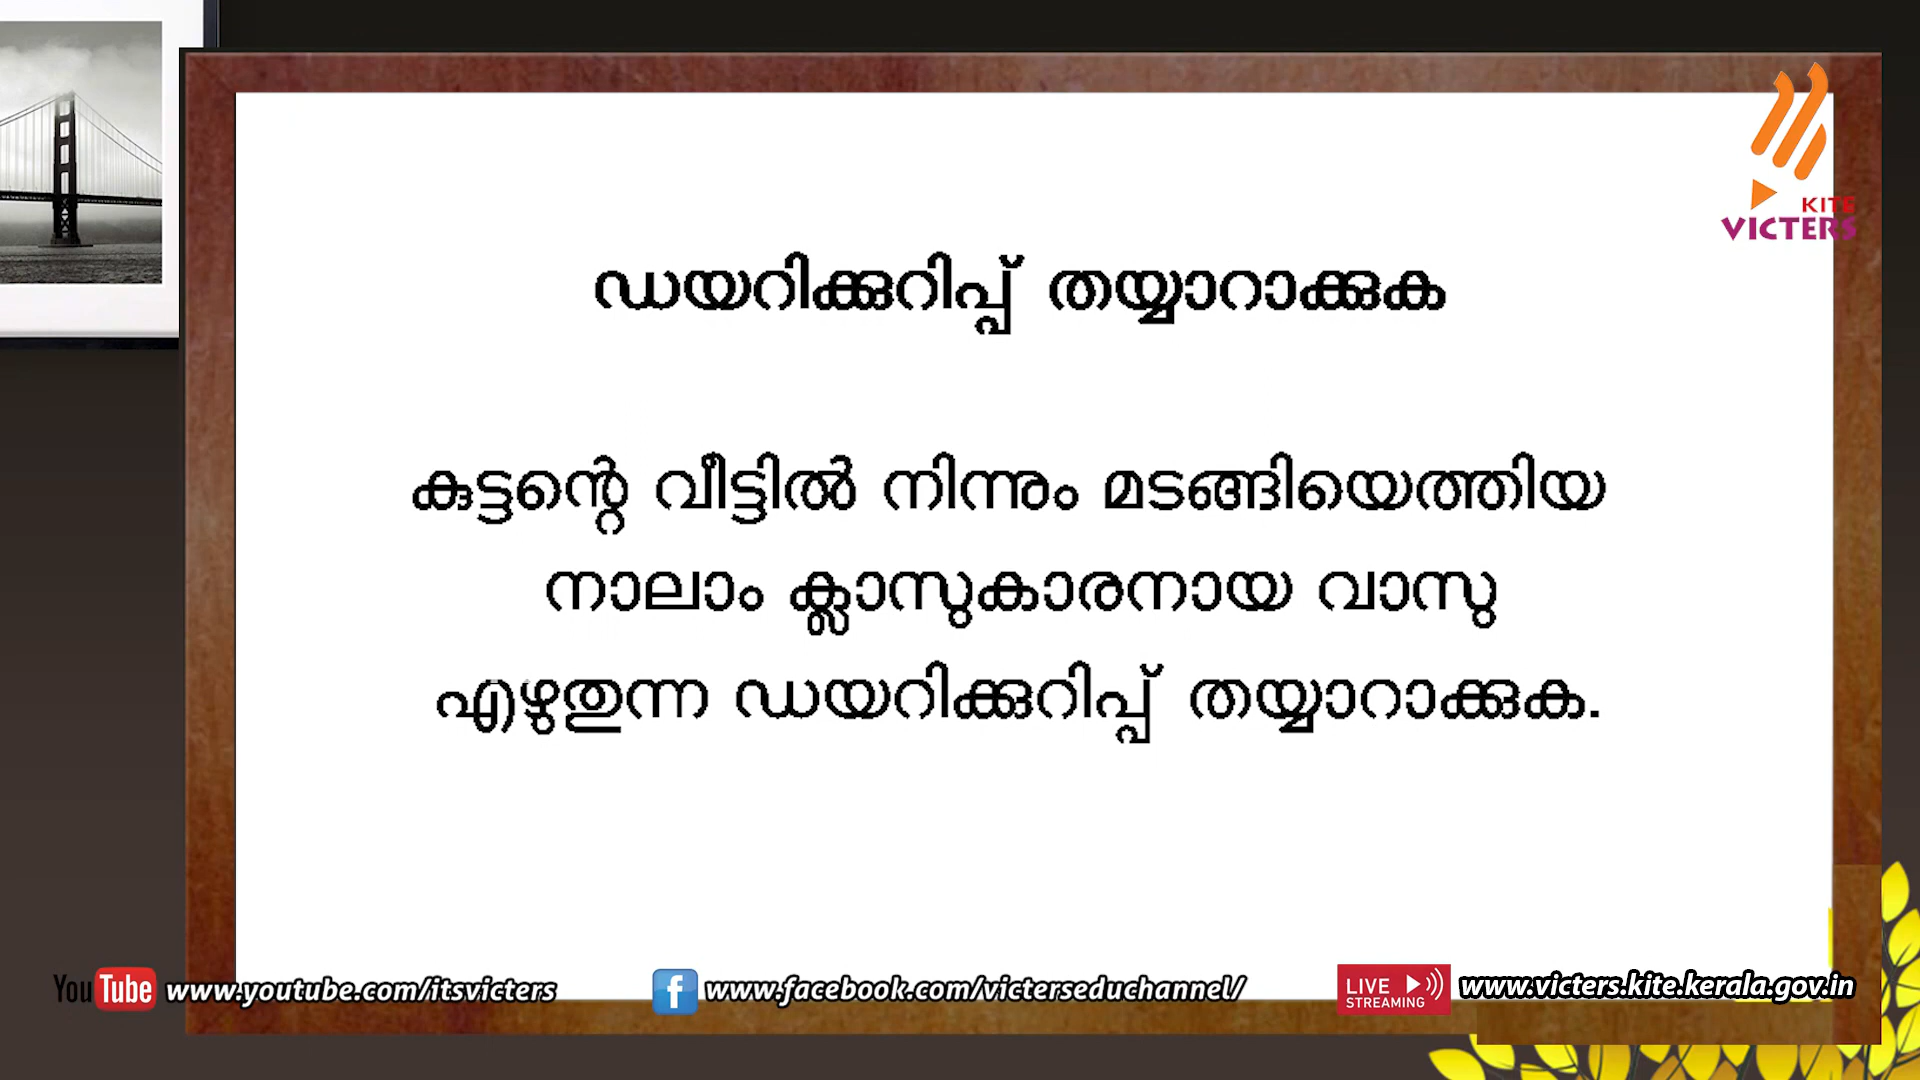 KITE
VICTERS
ഡയറിക്കുറിപ്പ് തയ്യാറാക്കുക
കുട്ടന്റെ വീട്ടിൽ നിന്നും മടങ്ങിയെത്തിയ
നാലാം ക്ലാസുകാരനായ വാസു
എഴുതുന്ന ഡയറിക്കുറിപ്പ് തയ്യാറാക്കുക.
YouTube www.youtube.com/itsvicters
f www.facebook.com/victerseduchannel/
LIVE STREAMING www.victers.kite.kerala.gov.in